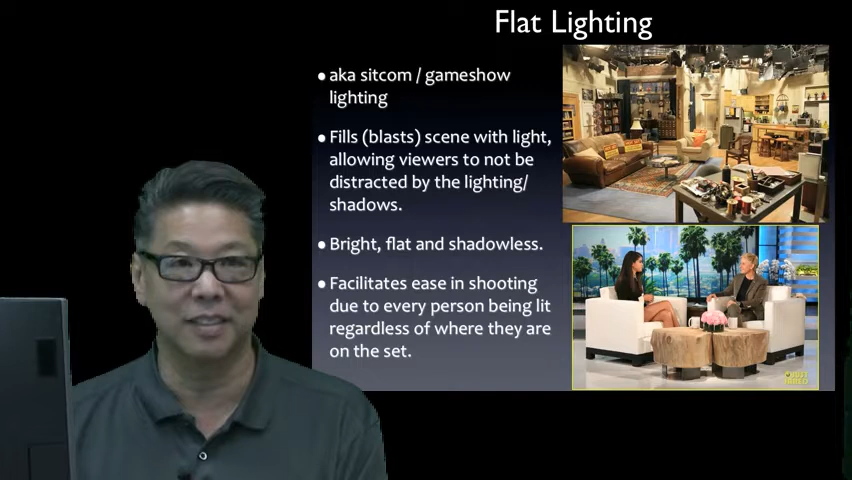 Flat Lighting
• aka sitcom / gameshow
lighting
• Fills (blasts) scene with light,
allowing viewers to not be
distracted by the lighting/
shadows.
• Bright, flat and shadowless.
• Facilitates ease in shooting
due to every person being lit
regardless of where they are
on the set.